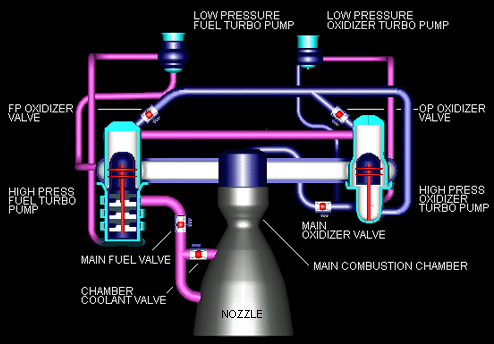 LOW PRESSURE
FUEL TURBO PUMP
LOW PRESSURE
OXIDIZER TURBO PUMP
FP OXIDIZER
VALVE
OP OXIDIZER
VALVE
HIGH PRESS
FUEL TURBO
PUMP
HIGH PRESS
OXIDIZER
TURBO PUMP
MAIN
OXIDIZER VALVE
MAIN FUEL VALVE
MAIN COMBUSTION CHAMBER
CHAMBER
COOLANT VALVE
NOZZLE